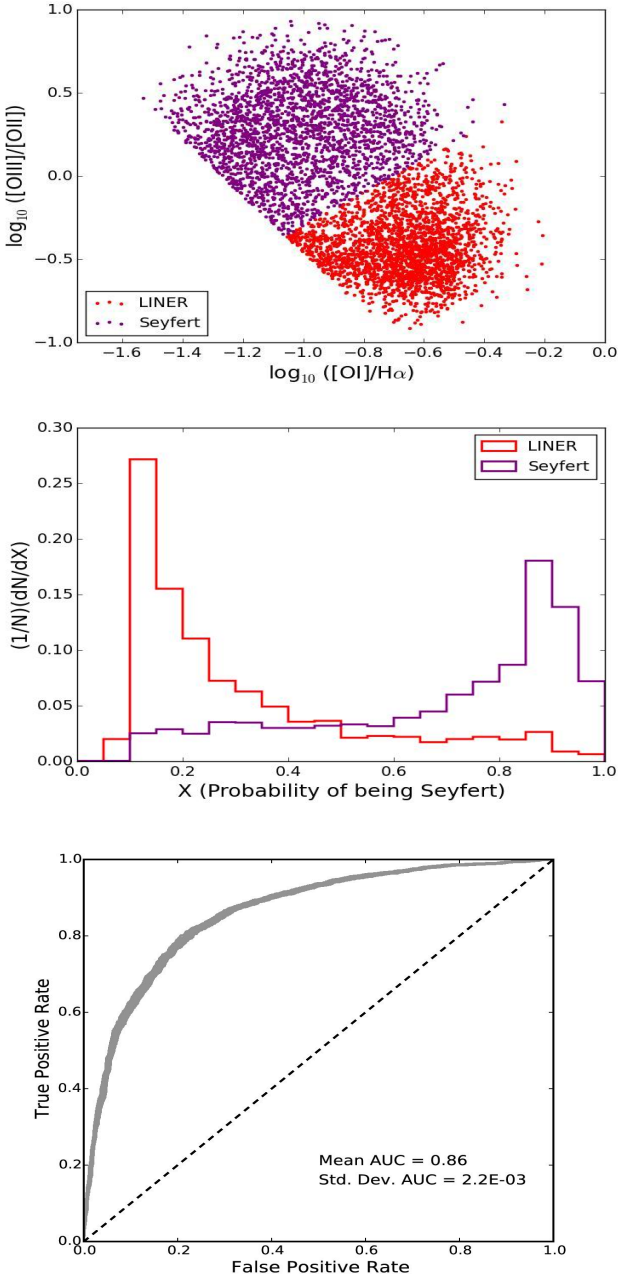 1.0
0.5
0.0
−0.5
−1.0
log10 ([OIII]/[OII])
LINER
Seyfert
−1.6 −1.4 −1.2 −1.0 −0.8 −0.6 −0.4 −0.2 0.0
log10 ([OI]/Hα)
0.30
0.25
0.20
0.15
0.10
0.05
0.00
(1/N)(dN/dX)
LINER
Seyfert
0.0 0.2 0.4 0.6 0.8 1.0
X (Probability of being Seyfert)
1.0
0.8
0.6
0.4
0.2
0.0
True Positive Rate
Mean AUC = 0.86
Std. Dev. AUC = 2.2E-03
0.0 0.2 0.4 0.6 0.8 1.0
False Positive Rate